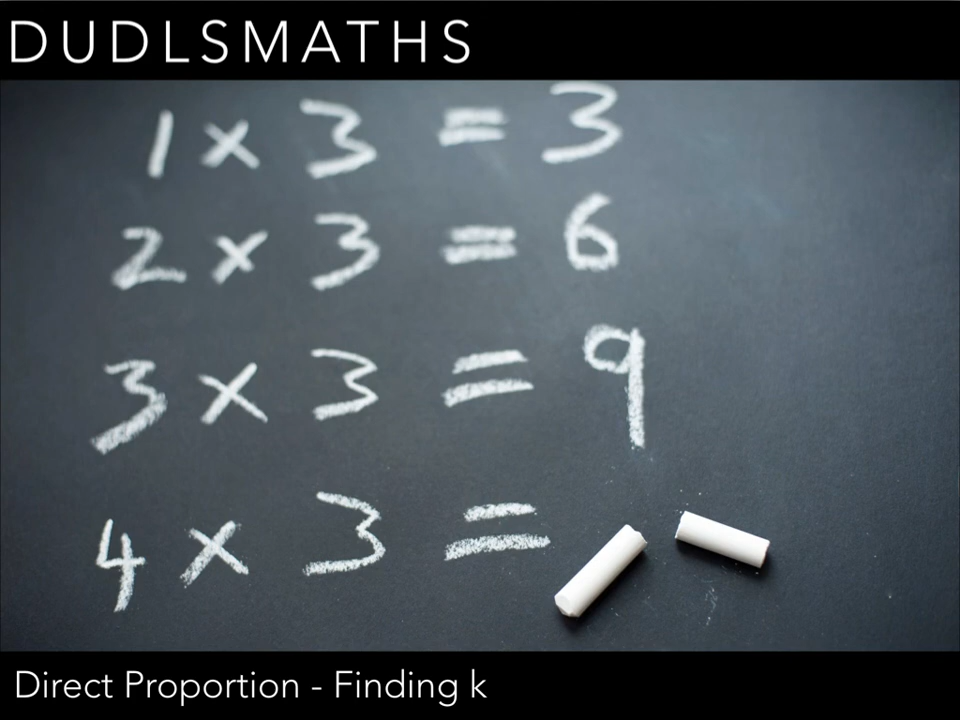 DUDLSMATHS
1 × 3 = 3
2 × 3 = 6
3 × 3 = 9
4 × 3 =
Direct Proportion - Finding k